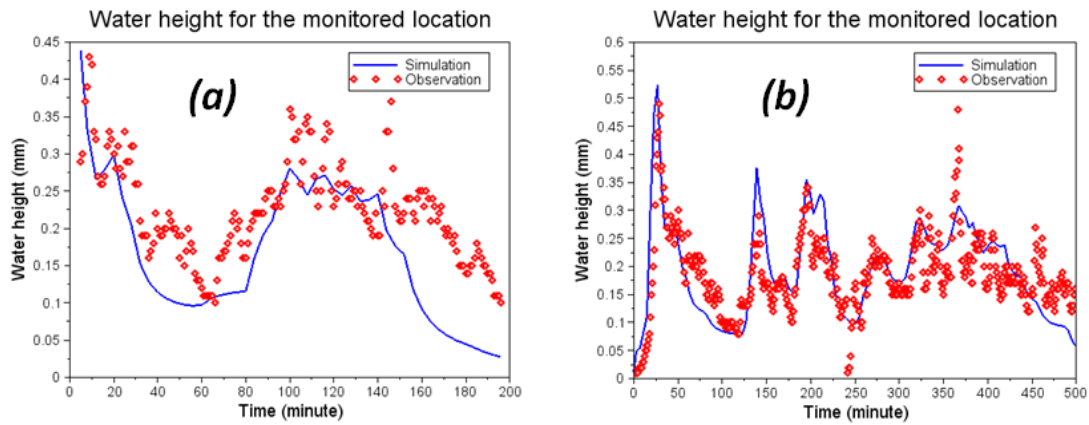 Water height for the monitored location
0.45
0.4
0.35
0.3
0.25
0.2
0.15
0.1
0.05
0
Water height (mm)
(a)
Simulation
Observation
0 20 40 60 80 100 120 140 160 180 200
Time (minute)
Water height for the monitored location
0.6
0.55
0.5
0.45
0.4
0.35
0.3
0.25
0.2
0.15
0.1
0.05
0
Water height (mm)
(b)
Simulation
Observation
0 50 100 150 200 250 300 350 400 450 500
Time (minute)